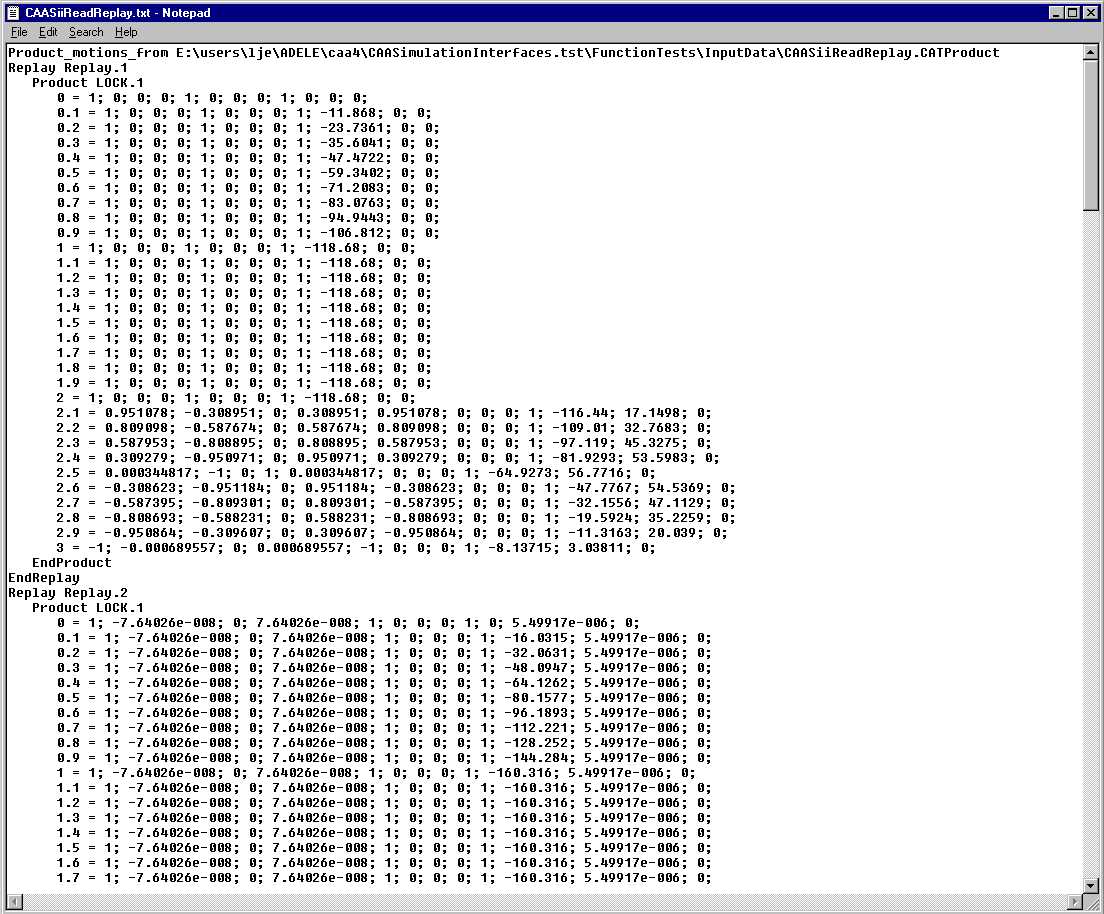 CAASiiReadReplay.txt - Notepad
File Edit Search Help
Product_motions_from E:\users\lje\ADELE\caa4\CAASimulationInterfaces.tst\FunctionTests\InputData\CAASiiReadReplay.CATProduct
Replay Replay.1
Product LOCK.1
0 = 1; 0; 0; 0; 1; 0; 0; 0; 1; 0; 0; 0;
0.1 = 1; 0; 0; 0; 1; 0; 0; 0; 1; -11.868; 0; 0;
0.2 = 1; 0; 0; 0; 1; 0; 0; 0; 1; -23.7361; 0; 0;
0.3 = 1; 0; 0; 0; 1; 0; 0; 0; 1; -35.6041; 0; 0;
0.4 = 1; 0; 0; 0; 1; 0; 0; 0; 1; -47.4722; 0; 0;
0.5 = 1; 0; 0; 0; 1; 0; 0; 0; 1; -59.3402; 0; 0;
0.6 = 1; 0; 0; 0; 1; 0; 0; 0; 1; -71.2083; 0; 0;
0.7 = 1; 0; 0; 0; 1; 0; 0; 0; 1; -83.0763; 0; 0;
0.8 = 1; 0; 0; 0; 1; 0; 0; 0; 1; -94.9443; 0; 0;
0.9 = 1; 0; 0; 0; 1; 0; 0; 0; 1; -106.812; 0; 0;
1 = 1; 0; 0; 0; 1; 0; 0; 0; 1; -118.68; 0; 0;
1.1 = 1; 0; 0; 0; 1; 0; 0; 0; 1; -118.68; 0; 0;
1.2 = 1; 0; 0; 0; 1; 0; 0; 0; 1; -118.68; 0; 0;
1.3 = 1; 0; 0; 0; 1; 0; 0; 0; 1; -118.68; 0; 0;
1.4 = 1; 0; 0; 0; 1; 0; 0; 0; 1; -118.68; 0; 0;
1.5 = 1; 0; 0; 0; 1; 0; 0; 0; 1; -118.68; 0; 0;
1.6 = 1; 0; 0; 0; 1; 0; 0; 0; 1; -118.68; 0; 0;
1.7 = 1; 0; 0; 0; 1; 0; 0; 0; 1; -118.68; 0; 0;
1.8 = 1; 0; 0; 0; 1; 0; 0; 0; 1; -118.68; 0; 0;
1.9 = 1; 0; 0; 0; 1; 0; 0; 0; 1; -118.68; 0; 0;
2 = 1; 0; 0; 0; 1; 0; 0; 0; 1; -118.68; 0; 0;
2.1 = 0.951078; -0.308951; 0; 0.308951; 0.951078; 0; 0; 0; 1; -116.44; 17.1498; 0;
2.2 = 0.809098; -0.587674; 0; 0.587674; 0.809098; 0; 0; 0; 1; -109.01; 32.7683; 0;
2.3 = 0.587953; -0.808895; 0; 0.808895; 0.587953; 0; 0; 0; 1; -97.119; 45.3275; 0;
2.4 = 0.309279; -0.950971; 0; 0.950971; 0.309279; 0; 0; 0; 1; -81.9293; 53.5983; 0;
2.5 = 0.000344817; -1; 0; 1; 0.000344817; 0; 0; 0; 1; -64.9273; 56.7716; 0;
2.6 = -0.308623; -0.951184; 0; 0.951184; -0.308623; 0; 0; 0; 1; -47.7767; 54.5369; 0;
2.7 = -0.587395; -0.809301; 0; 0.809301; -0.587395; 0; 0; 0; 1; -32.1556; 47.1129; 0;
2.8 = -0.808693; -0.588231; 0; 0.588231; -0.808693; 0; 0; 0; 1; -19.5924; 35.2259; 0;
2.9 = -0.950864; -0.309607; 0; 0.309607; -0.950864; 0; 0; 0; 1; -11.3163; 20.039; 0;
3 = -1; -0.000689557; 0; 0.000689557; -1; 0; 0; 0; 1; -8.13715; 3.03811; 0;
EndProduct
EndReplay
Replay Replay.2
Product LOCK.1
0 = 1; -7.64026e-008; 0; 7.64026e-008; 1; 0; 0; 0; 1; 0; 5.49917e-006; 0;
0.1 = 1; -7.64026e-008; 0; 7.64026e-008; 1; 0; 0; 0; 1; -16.0315; 5.49917e-006; 0;
0.2 = 1; -7.64026e-008; 0; 7.64026e-008; 1; 0; 0; 0; 1; -32.0631; 5.49917e-006; 0;
0.3 = 1; -7.64026e-008; 0; 7.64026e-008; 1; 0; 0; 0; 1; -48.0947; 5.49917e-006; 0;
0.4 = 1; -7.64026e-008; 0; 7.64026e-008; 1; 0; 0; 0; 1; -64.1262; 5.49917e-006; 0;
0.5 = 1; -7.64026e-008; 0; 7.64026e-008; 1; 0; 0; 0; 1; -80.1577; 5.49917e-006; 0;
0.6 = 1; -7.64026e-008; 0; 7.64026e-008; 1; 0; 0; 0; 1; -96.1893; 5.49917e-006; 0;
0.7 = 1; -7.64026e-008; 0; 7.64026e-008; 1; 0; 0; 0; 1; -112.221; 5.49917e-006; 0;
0.8 = 1; -7.64026e-008; 0; 7.64026e-008; 1; 0; 0; 0; 1; -128.252; 5.49917e-006; 0;
0.9 = 1; -7.64026e-008; 0; 7.64026e-008; 1; 0; 0; 0; 1; -144.284; 5.49917e-006; 0;
1 = 1; -7.64026e-008; 0; 7.64026e-008; 1; 0; 0; 0; 1; -160.316; 5.49917e-006; 0;
1.1 = 1; -7.64026e-008; 0; 7.64026e-008; 1; 0; 0; 0; 1; -160.316; 5.49917e-006; 0;
1.2 = 1; -7.64026e-008; 0; 7.64026e-008; 1; 0; 0; 0; 1; -160.316; 5.49917e-006; 0;
1.3 = 1; -7.64026e-008; 0; 7.64026e-008; 1; 0; 0; 0; 1; -160.316; 5.49917e-006; 0;
1.4 = 1; -7.64026e-008; 0; 7.64026e-008; 1; 0; 0; 0; 1; -160.316; 5.49917e-006; 0;
1.5 = 1; -7.64026e-008; 0; 7.64026e-008; 1; 0; 0; 0; 1; -160.316; 5.49917e-006; 0;
1.6 = 1; -7.64026e-008; 0; 7.64026e-008; 1; 0; 0; 0; 1; -160.316; 5.49917e-006; 0;
1.7 = 1; -7.64026e-008; 0; 7.64026e-008; 1; 0; 0; 0; 1; -160.316; 5.49917e-006; 0;